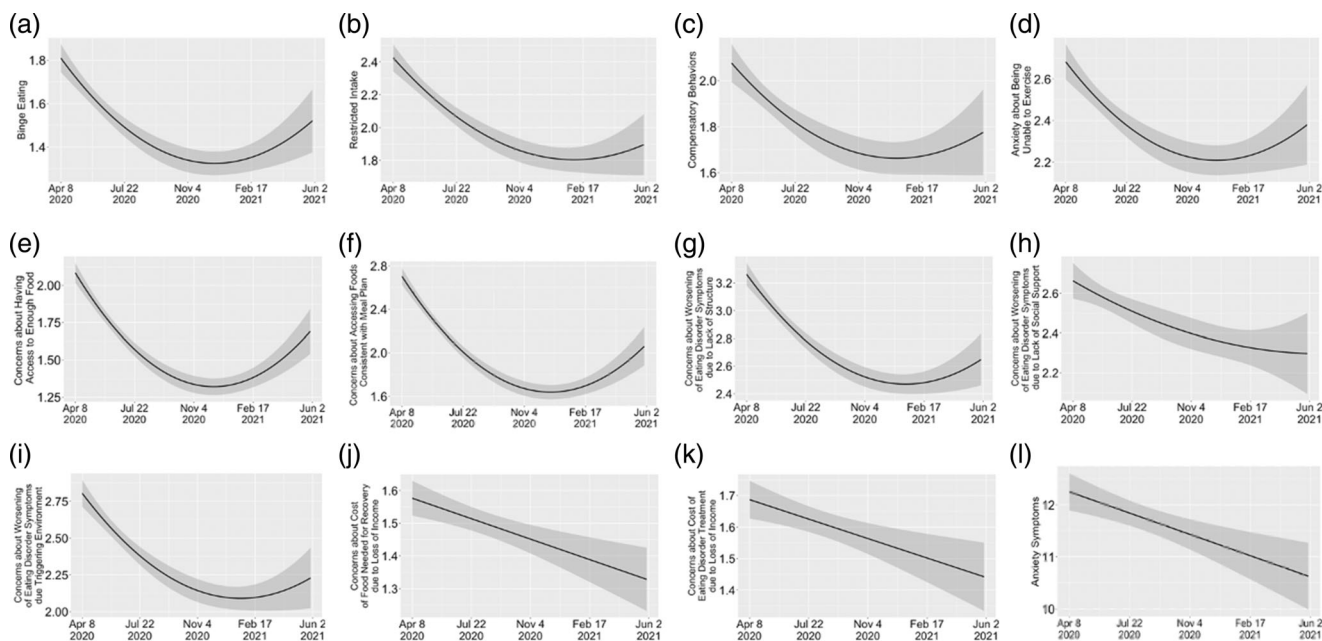 (a)
Binge Eating
1.8
1.6
1.4
Apr 8 Jul 22 Nov 4 Feb 17 Jun 2
2020 2020 2020 2021 2021
(b)
Restricted Intake
2.4
2.2
2.0
1.8
Apr 8 Jul 22 Nov 4 Feb 17 Jun 2
2020 2020 2020 2021 2021
(c)
Compensatory Behaviors
2.0
1.8
1.6
Apr 8 Jul 22 Nov 4 Feb 17 Jun 2
2020 2020 2020 2021 2021
(d)
Anxiety about Being
Unable to Exercise
2.6
2.4
2.2
Apr 8 Jul 22 Nov 4 Feb 17 Jun 2
2020 2020 2020 2021 2021
(e)
Concerns about Having
Access to Enough Food
2.00
1.75
1.50
1.25
Apr 8 Jul 22 Nov 4 Feb 17 Jun 2
2020 2020 2020 2021 2021
(f)
Concerns about Accessing Foods
Consistent with Meal Plan
2.8
2.4
2.0
1.6
Apr 8 Jul 22 Nov 4 Feb 17 Jun 2
2020 2020 2020 2021 2021
(g)
Concerns about Worsening
of Eating Disorder Symptoms
due to Lack of Structure
3.2
3.0
2.8
2.6
2.4
Apr 8 Jul 22 Nov 4 Feb 17 Jun 2
2020 2020 2020 2021 2021
(h)
Concerns about Worsening
of Eating Disorder Symptoms
due to Lack of Social Support
2.6
2.4
2.2
Apr 8 Jul 22 Nov 4 Feb 17 Jun 2
2020 2020 2020 2021 2021
(i)
Concerns about Worsening
of Eating Disorder Symptoms
due to Triggering Environment
2.75
2.50
2.25
2.00
Apr 8 Jul 22 Nov 4 Feb 17 Jun 2
2020 2020 2020 2021 2021
(j)
Concerns about Cost
of Food Needed for Recovery
due to Loss of Income
1.6
1.5
1.4
1.3
Apr 8 Jul 22 Nov 4 Feb 17 Jun 2
2020 2020 2020 2021 2021
(k)
Concerns about Cost of
Eating Disorder Treatment
due to Loss of Income
1.7
1.6
1.5
1.4
Apr 8 Jul 22 Nov 4 Feb 17 Jun 2
2020 2020 2020 2021 2021
(l)
Anxiety Symptoms
12
11
10
Apr 8 Jul 22 Nov 4 Feb 17 Jun 2
2020 2020 2020 2021 2021